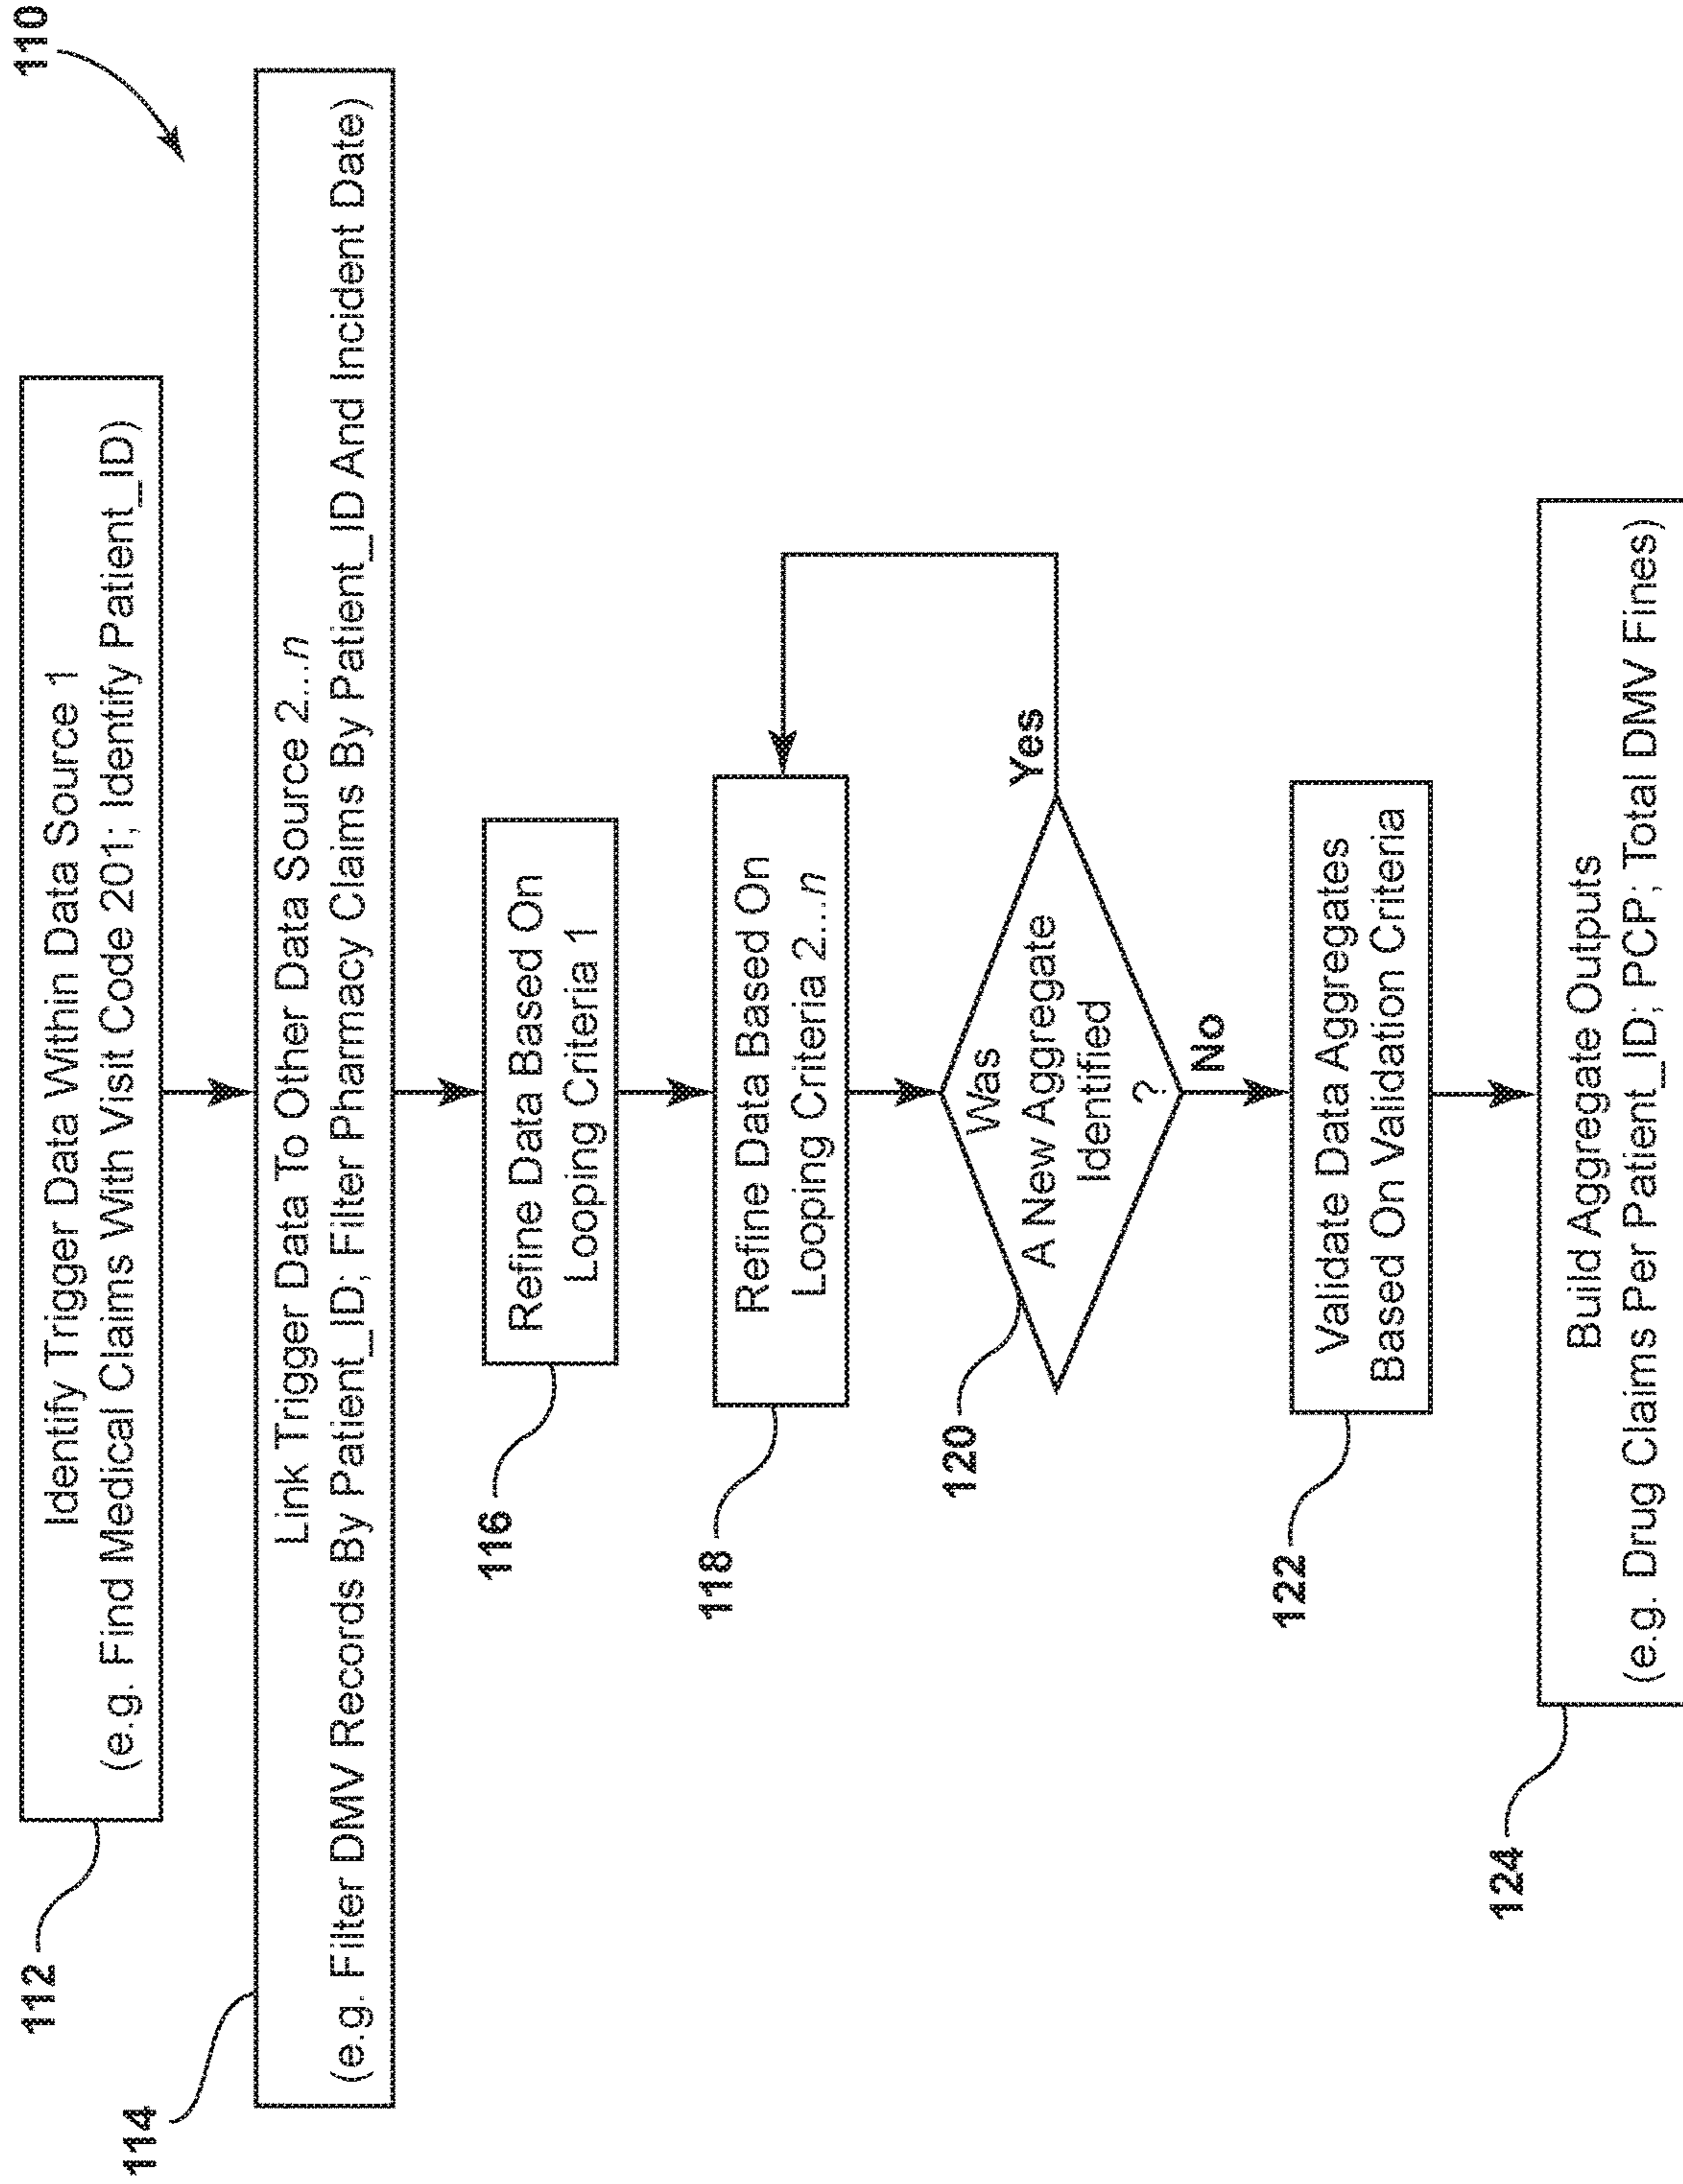 110
112
Identify Trigger Data Within Data Source 1
(e.g. Find Medical Claims With Visit Code 201; Identify Patient_ID)
114
Link Trigger Data To Other Data Source 2...n
(e.g. Filter DMV Records By Patient_ID; Filter Pharmacy Claims By Patient_ID And Incident Date)
116
Refine Data Based On
Looping Criteria 1
118
Refine Data Based On
Looping Criteria 2...n
120
Was
A New Aggregate
Identified
?
Yes
No
122
Validate Data Aggregates
Based On Validation Criteria
124
Build Aggregate Outputs
(e.g. Drug Claims Per Patient_ID; PCP; Total DMV Fines)